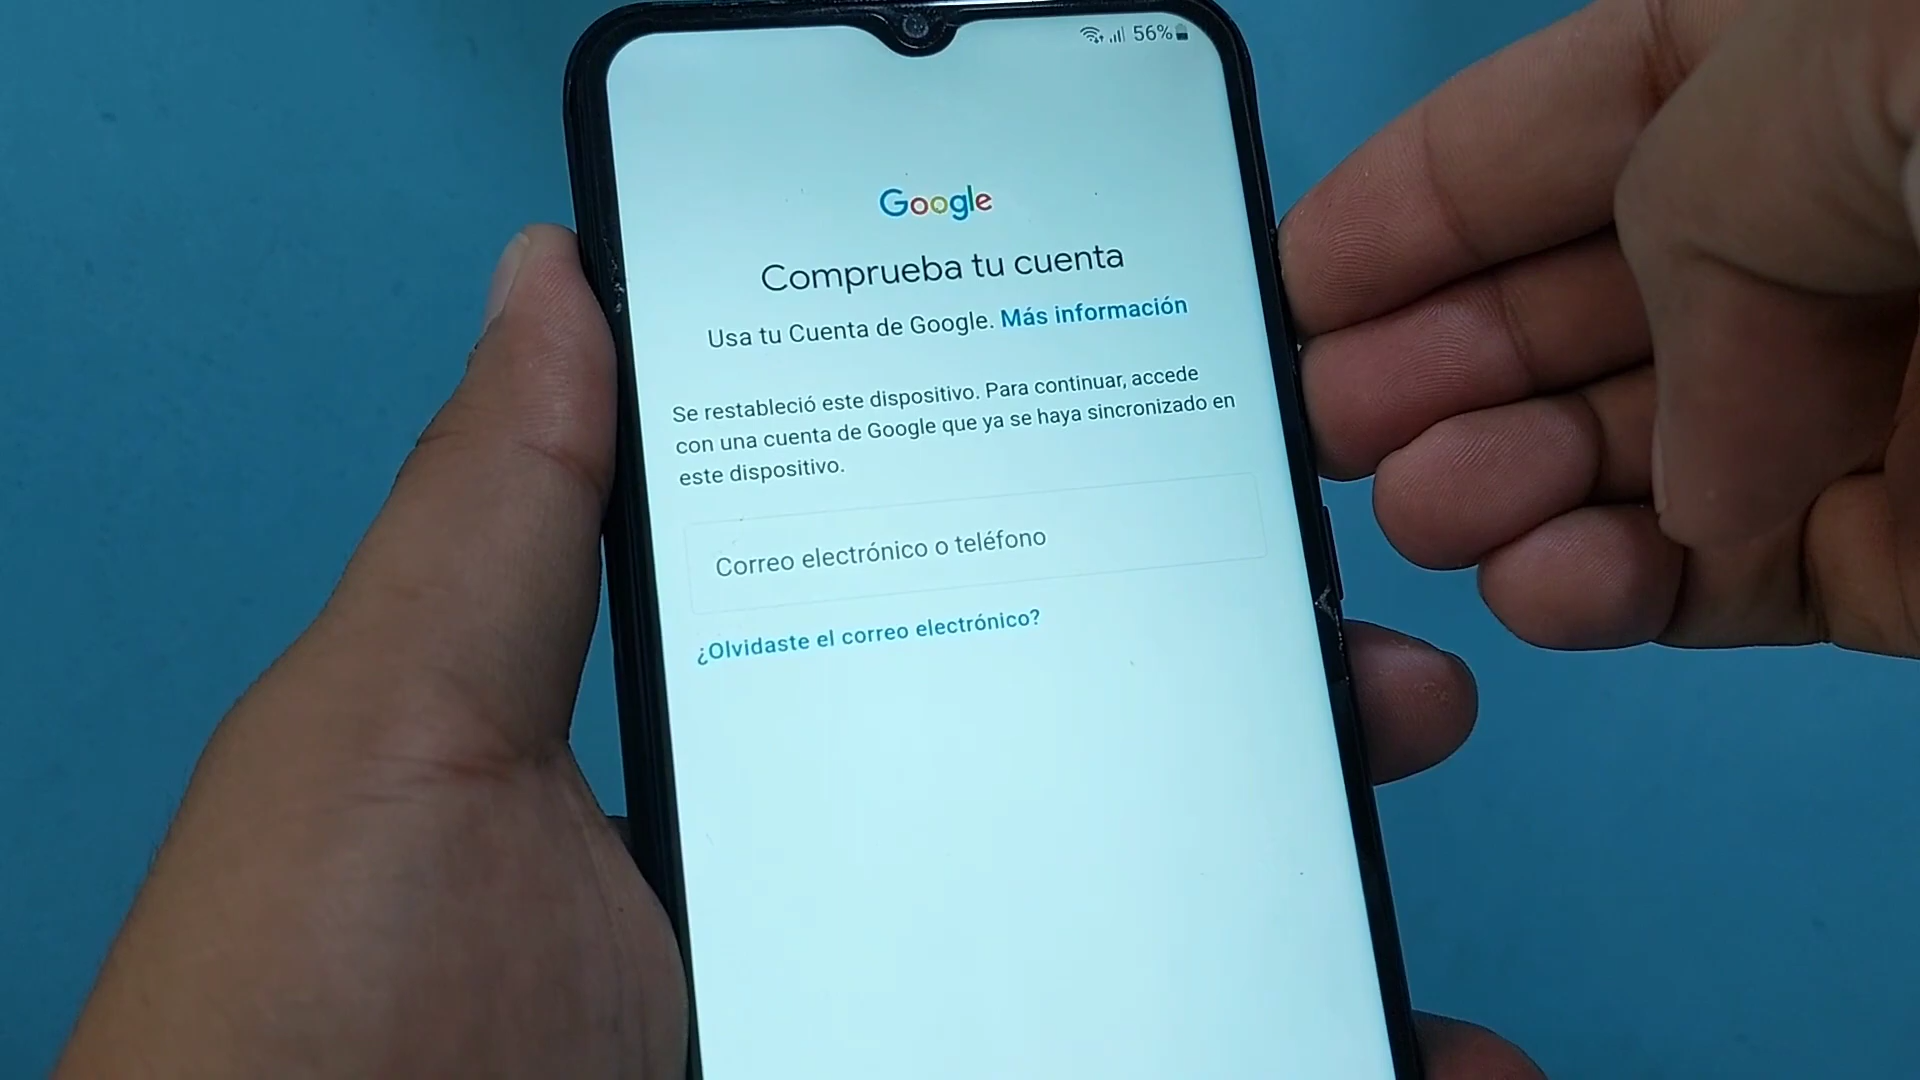 56%
Google
Comprueba tu cuenta
Usa tu Cuenta de Google. Más información
Se restableció este dispositivo. Para continuar, accede
con una cuenta de Google que ya se haya sincronizado en
este dispositivo.
Correo electrónico o teléfono
¿Olvidaste el correo electrónico?